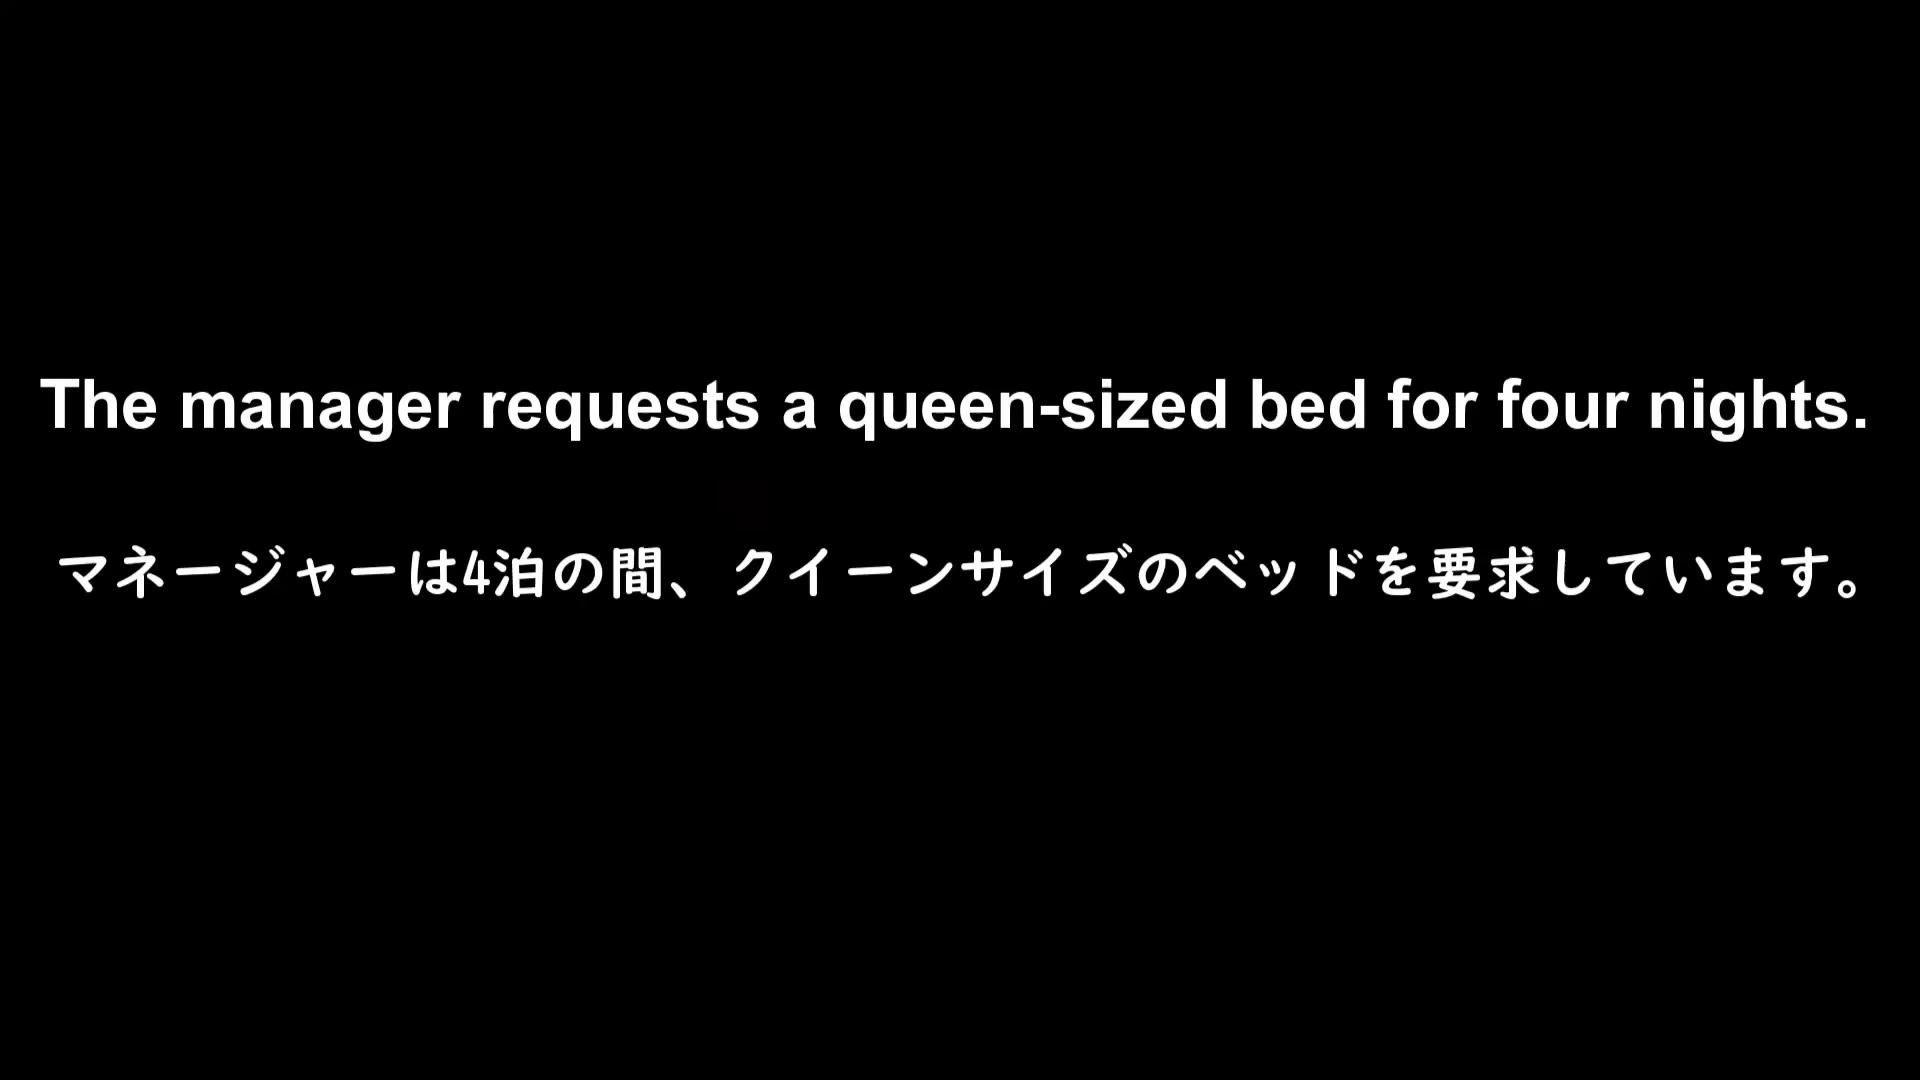 The manager requests a queen-sized bed for four nights.
マネージャーは4泊の間、クイーンサイズのベッドを要求しています。